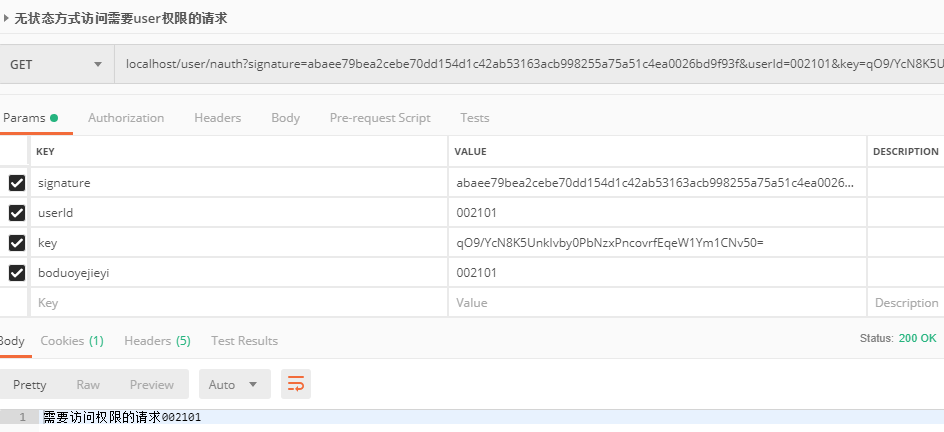 无状态方式访问需要user权限的请求
GET localhost/user/nauth?signature=abaee79bea2cebe70dd154d1c42ab53163acb998255a75a51c4ea0026bd9f93f&userId=002101&key=qO9/YcN8K5U
Params Authorization Headers Body Pre-request Script Tests
KEY VALUE DESCRIPTION
signature abaee79bea2cebe70dd154d1c42ab53163acb998255a75a51c4ea0026...
userId 002101
key qO9/YcN8K5Unklvby0PbNzxPncovrfEqeW1Ym1CNv50=
boduoyejieyi 002101
Key Value Description
Body Cookies (1) Headers (5) Test Results Status: 200 OK
Pretty Raw Preview Auto
1 需要访问权限的请求002101